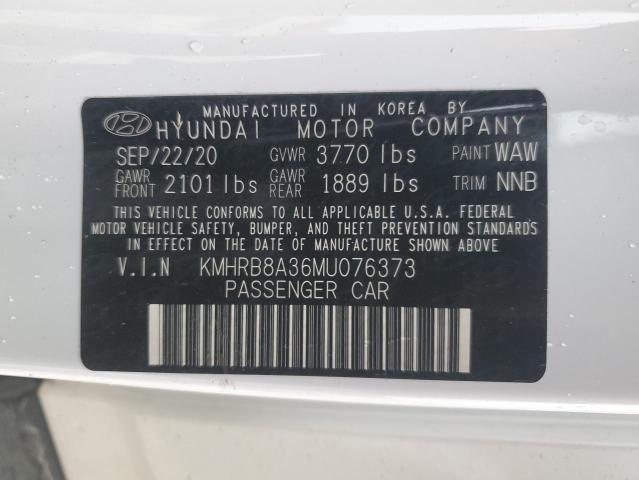 MANUFACTURED IN KOREA BY
HYUNDAI MOTOR COMPANY
SEP/22/20 GVWR 3770 lbs PAINT WAW
GAWR FRONT 2101 lbs GAWR REAR 1889 lbs TRIM NNB
THIS VEHICLE CONFORMS TO ALL APPLICABLE U.S.A. FEDERAL
MOTOR VEHICLE SAFETY, BUMPER, AND THEFT PREVENTION STANDARDS
IN EFFECT ON THE DATE OF MANUFACTURE SHOWN ABOVE
V.I.N KMHRB8A36MU076373
PASSENGER CAR